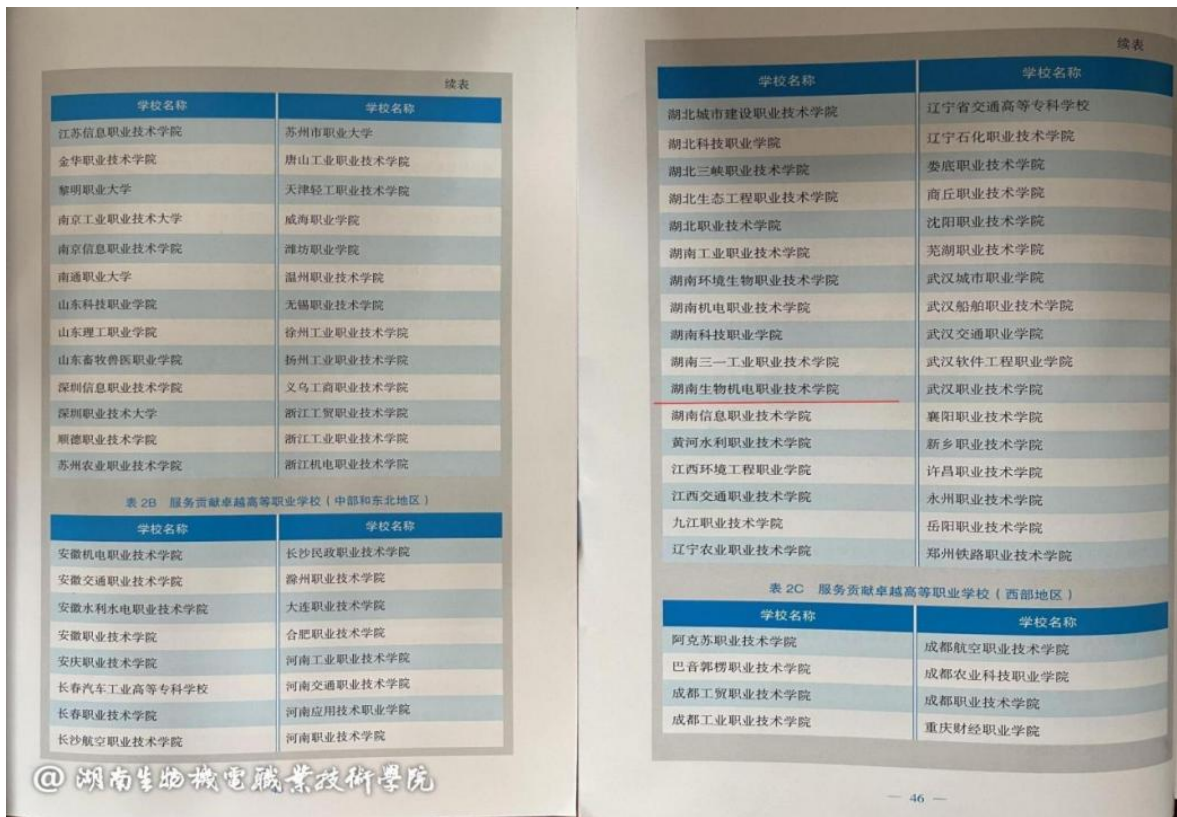 续表
学校名称 学校名称
江苏信息职业技术学院 苏州市职业大学
金华职业技术学院 唐山工业职业技术学院
黎明职业大学 天津轻工职业技术学院
南京工业职业技术大学 威海职业学院
南京信息职业技术学院 潍坊职业学院
南通职业大学 温州职业技术学院
山东科技职业学院 无锡职业技术学院
山东理工职业学院 徐州工业职业技术学院
山东畜牧兽医职业学院 扬州工业职业技术学院
深圳信息职业技术学院 义乌工商职业技术学院
深圳职业技术大学 浙江工贸职业技术学院
顺德职业技术学院 浙江工业职业技术学院
苏州农业职业技术学院 浙江机电职业技术学院
表 2B 服务贡献卓越高等职业学校（中部和东北地区）
学校名称 学校名称
安徽机电职业技术学院 长沙民政职业技术学院
安徽交通职业技术学院 滁州职业技术学院
安徽水利水电职业技术学院 大连职业技术学院
安徽职业技术学院 合肥职业技术学院
安庆职业技术学院 河南工业职业技术学院
长春汽车工业高等专科学校 河南交通职业技术学院
长春职业技术学院 河南应用技术职业学院
长沙航空职业技术学院 河南职业技术学院
@湖南生物機電職業技術學院
续表
学校名称 学校名称
湖北城市建设职业技术学院 辽宁省交通高等专科学校
湖北科技职业学院 辽宁石化职业技术学院
湖北三峡职业技术学院 娄底职业技术学院
湖北生态工程职业技术学院 商丘职业技术学院
湖北职业技术学院 沈阳职业技术学院
湖南工业职业技术学院 芜湖职业技术学院
湖南环境生物职业技术学院 武汉城市职业学院
湖南机电职业技术学院 武汉船舶职业技术学院
湖南科技职业学院 武汉交通职业学院
湖南三一工业职业技术学院 武汉软件工程职业学院
湖南生物机电职业技术学院 武汉职业技术学院
湖南信息职业技术学院 襄阳职业技术学院
黄河水利职业技术学院 新乡职业技术学院
江西环境工程职业学院 许昌职业技术学院
江西交通职业技术学院 永州职业技术学院
九江职业技术学院 岳阳职业技术学院
辽宁农业职业技术学院 郑州铁路职业技术学院
表 2C 服务贡献卓越高等职业学校（西部地区）
学校名称 学校名称
阿克苏职业技术学院 成都航空职业技术学院
巴音郭楞职业技术学院 成都农业科技职业学院
成都工贸职业技术学院 成都职业技术学院
成都工业职业技术学院 重庆财经职业学院
— 46 —